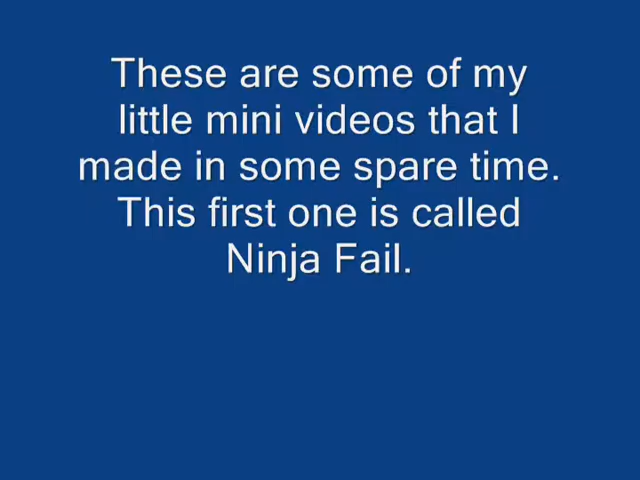 These are some of my
little mini videos that I
made in some spare time.
This first one is called
Ninja Fail.